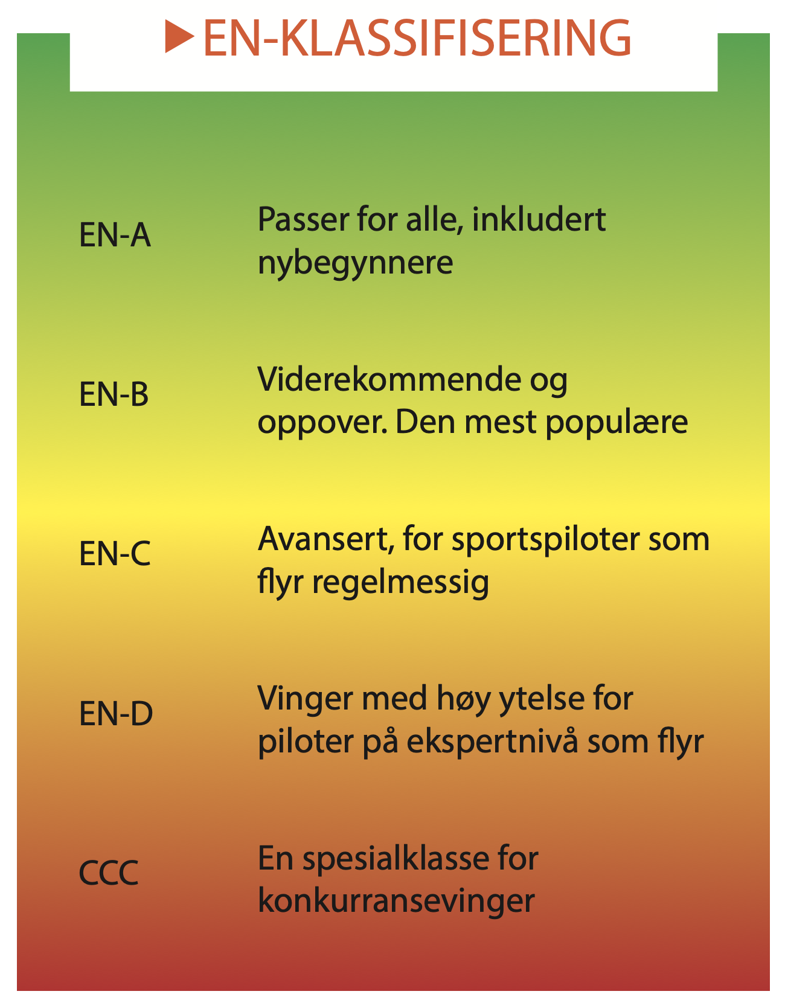 EN-KLASSIFISERING
EN-A
Passer for alle, inkludert
nybegynnere
EN-B
Viderekommende og
oppover. Den mest populære
EN-C
Avansert, for sportspiloter som
flyr regelmessig
EN-D
Vinger med høy ytelse for
piloter på ekspertnivå som flyr
CCC
En spesialklasse for
konkurransevinger